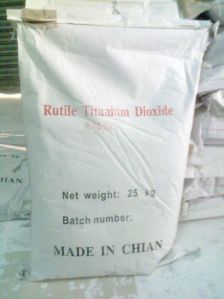 Rutile Titanium Dioxide
Net weight: 25 kg
Batch number:
MADE IN CHIAN